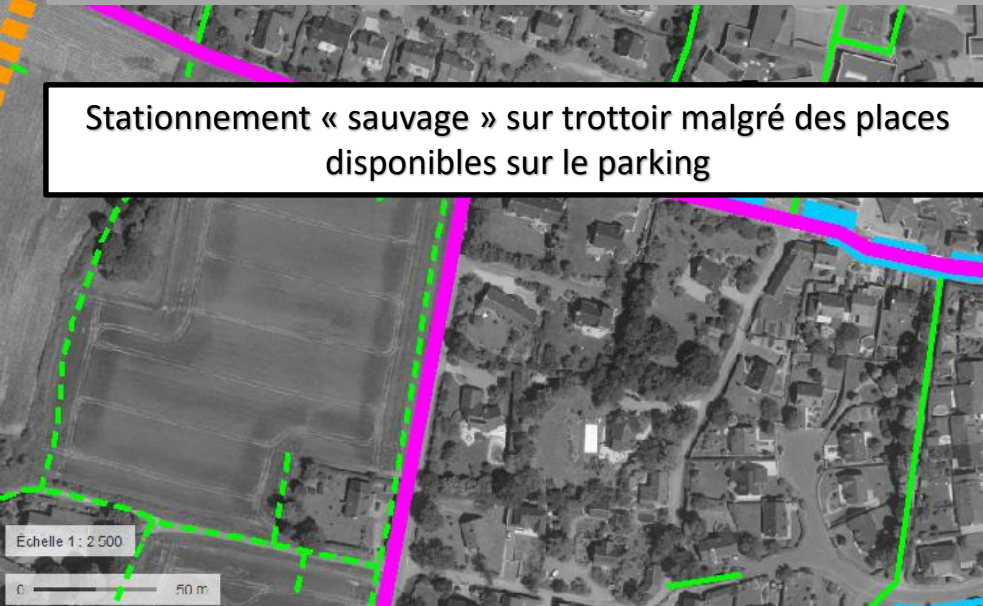 Stationnement « sauvage » sur trottoir malgré des places
disponibles sur le parking
Échelle 1 : 2 500
0 50 m